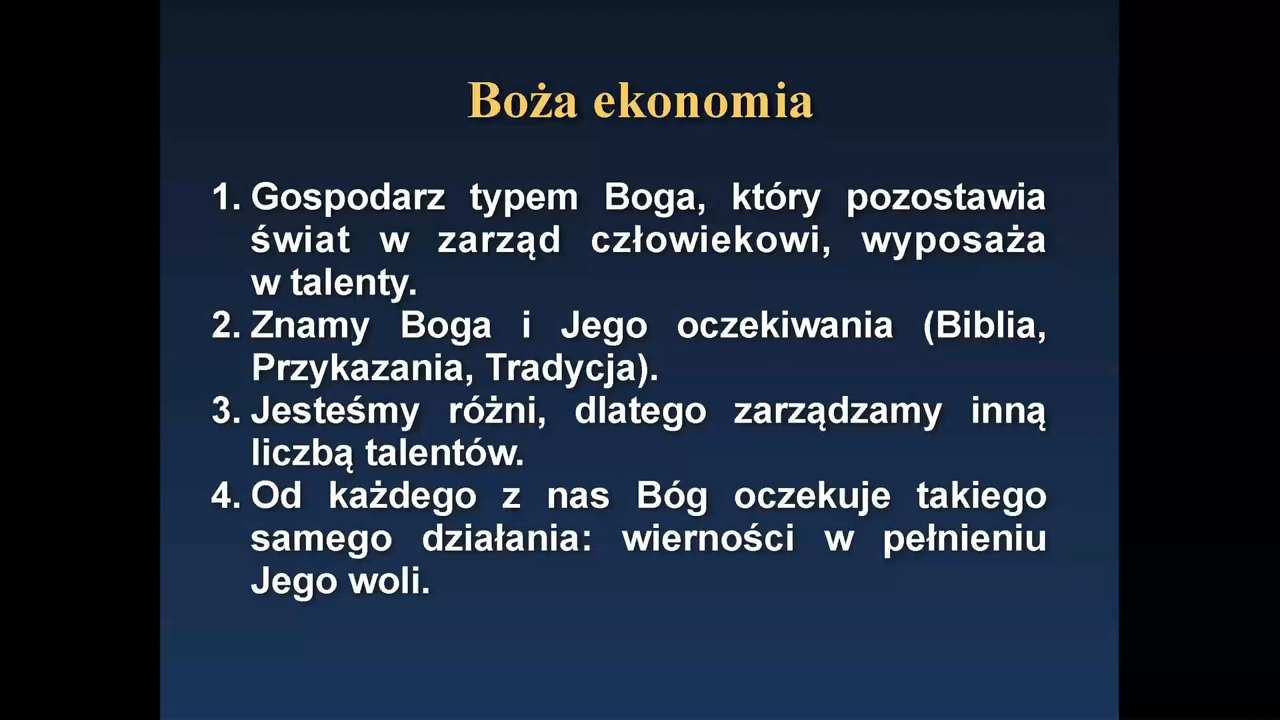 Boża ekonomia
1. Gospodarz typem Boga, który pozostawia
świat w zarząd człowiekowi, wyposaża
w talenty.
2. Znamy Boga i Jego oczekiwania (Biblia,
Przykazania, Tradycja).
3. Jesteśmy różni, dlatego zarządzamy inną
liczbą talentów.
4. Od każdego z nas Bóg oczekuje takiego
samego działania: wierności w pełnieniu
Jego woli.